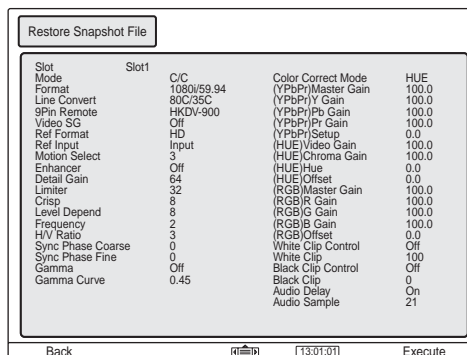 Restore Snapshot File
Slot Slot1
Mode C/C Color Correct Mode HUE
Format 1080i/59.94 (YPbPr)Master Gain 100.0
Line Convert 80C/35C (YPbPr)Y Gain 100.0
9Pin Remote HKDV-900 (YPbPr)Pb Gain 100.0
Video SG Off (YPbPr)Pr Gain 100.0
Ref Format HD (YPbPr)Setup 0.0
Ref Input Input (HUE)Video Gain 100.0
Motion Select 3 (HUE)Chroma Gain 100.0
Enhancer Off (HUE)Hue 0.0
Detail Gain 64 (HUE)Offset 0.0
Limiter 32 (RGB)Master Gain 100.0
Crisp 8 (RGB)R Gain 100.0
Level Depend 8 (RGB)G Gain 100.0
Frequency 2 (RGB)B Gain 100.0
H/V Ratio 3 (RGB)Offset 0.0
Sync Phase Coarse 0 White Clip Control Off
Sync Phase Fine 0 White Clip 100
Gamma Off Black Clip Control Off
Gamma Curve 0.45 Black Clip 0
Audio Delay On
Audio Sample 21
Back 13:01:01 Execute